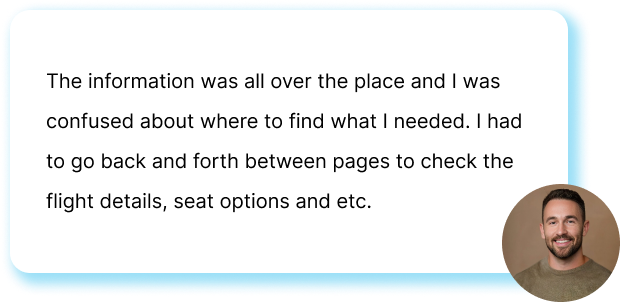 The information was all over the place and I was
confused about where to find what I needed. I had
to go back and forth between pages to check the
flight details, seat options and etc.